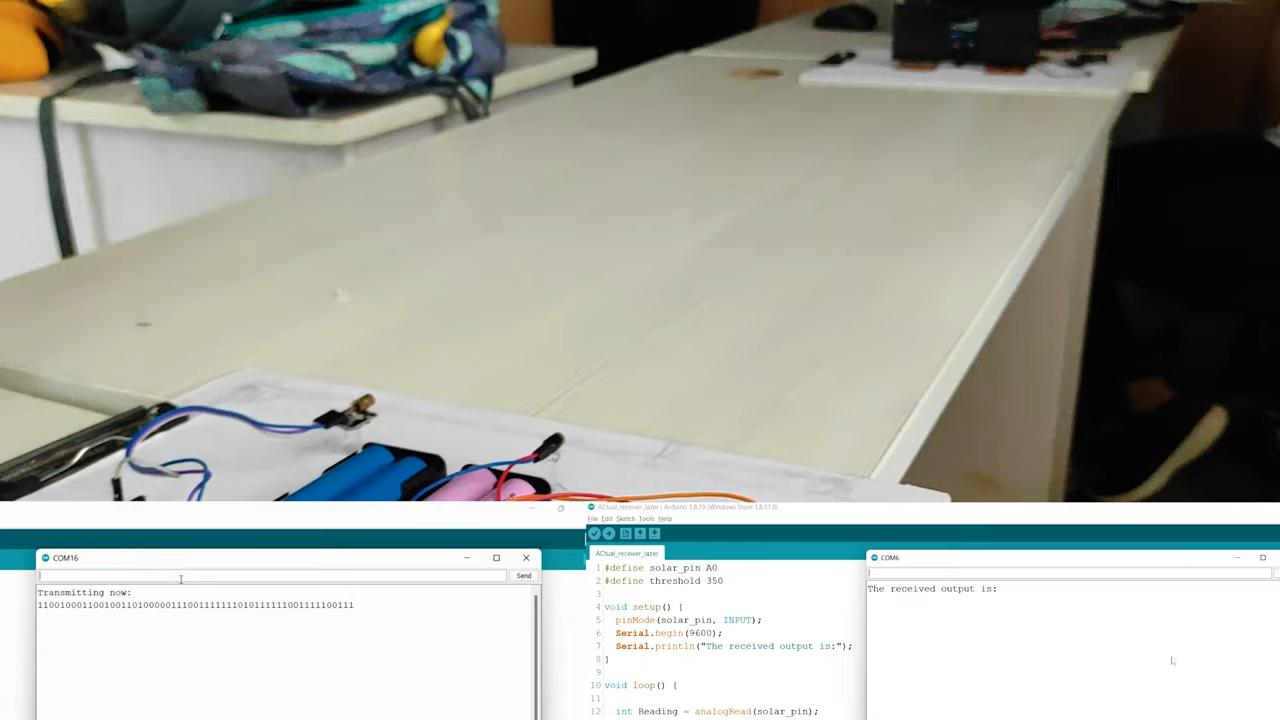 COM16
Send
Transmitting now:
110010001100100110100000111001111111010111111001111100111
ACtual_receiver_lazer | Arduino 1.8.19 (Windows Store 1.8.57.0)
File Edit Sketch Tools Help
ACtual_receiver_lazer
1 #define solar_pin A0
2 #define threshold 350
3
4 void setup() {
5 pinMode(solar_pin, INPUT);
6 Serial.begin(9600);
7 Serial.println("The received output is:");
8 }
9
10 void loop() {
11
12 int Reading = analogRead(solar_pin);
COM6
The received output is: